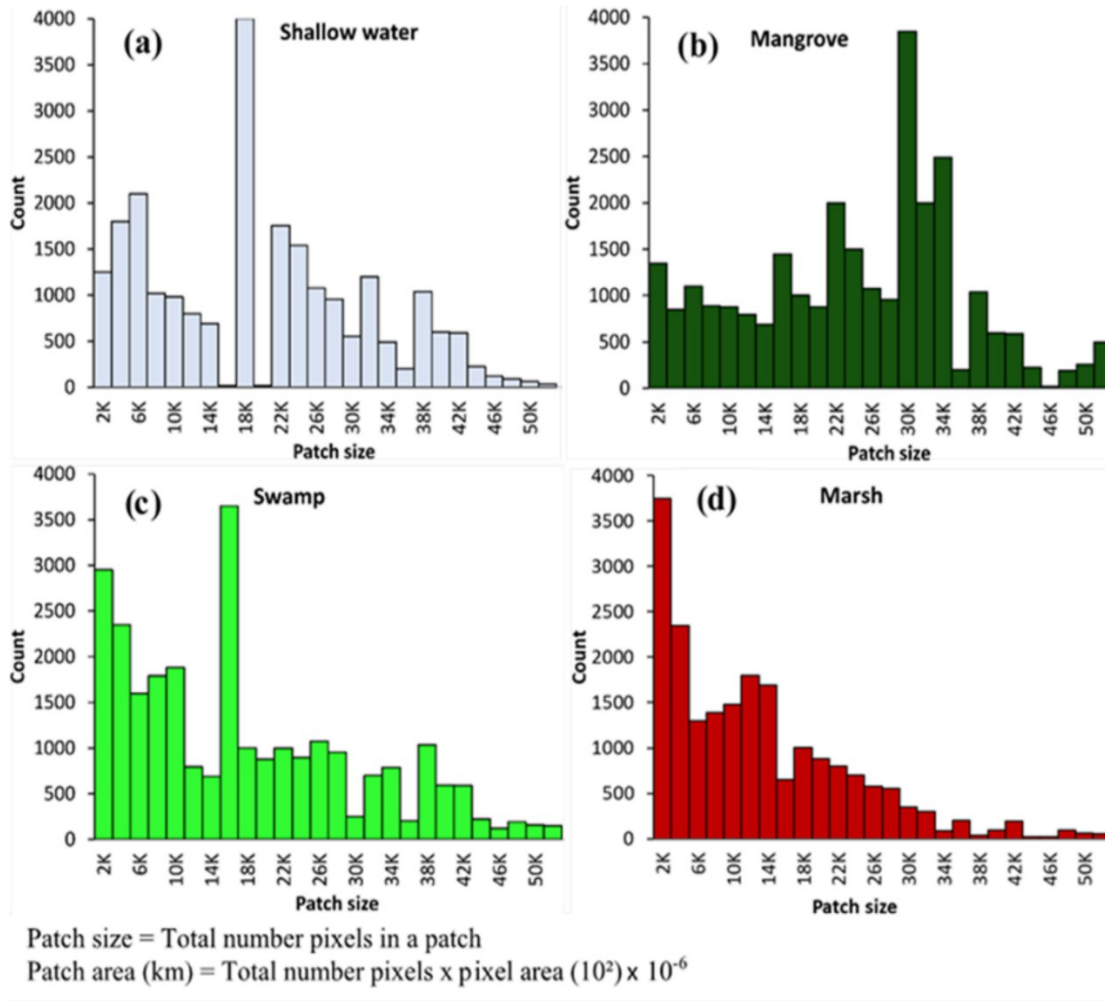 (a)
Shallow water
4000
3500
3000
2500
2000
1500
1000
500
0
Count
2K 6K 10K 14K 18K 22K 26K 30K 34K 38K 42K 46K 50K
Patch size
(b)
Mangrove
4000
3500
3000
2500
2000
1500
1000
500
0
Count
2K 6K 10K 14K 18K 22K 26K 30K 34K 38K 42K 46K 50K
Patch size
(c)
Swamp
4000
3500
3000
2500
2000
1500
1000
500
0
Count
2K 6K 10K 14K 18K 22K 26K 30K 34K 38K 42K 46K 50K
Patch size
(d)
Marsh
4000
3500
3000
2500
2000
1500
1000
500
0
Count
2K 6K 10K 14K 18K 22K 26K 30K 34K 38K 42K 46K 50K
Patch size
Patch size = Total number pixels in a patch
Patch area (km) = Total number pixels x pixel area (10²) x 10⁻⁶